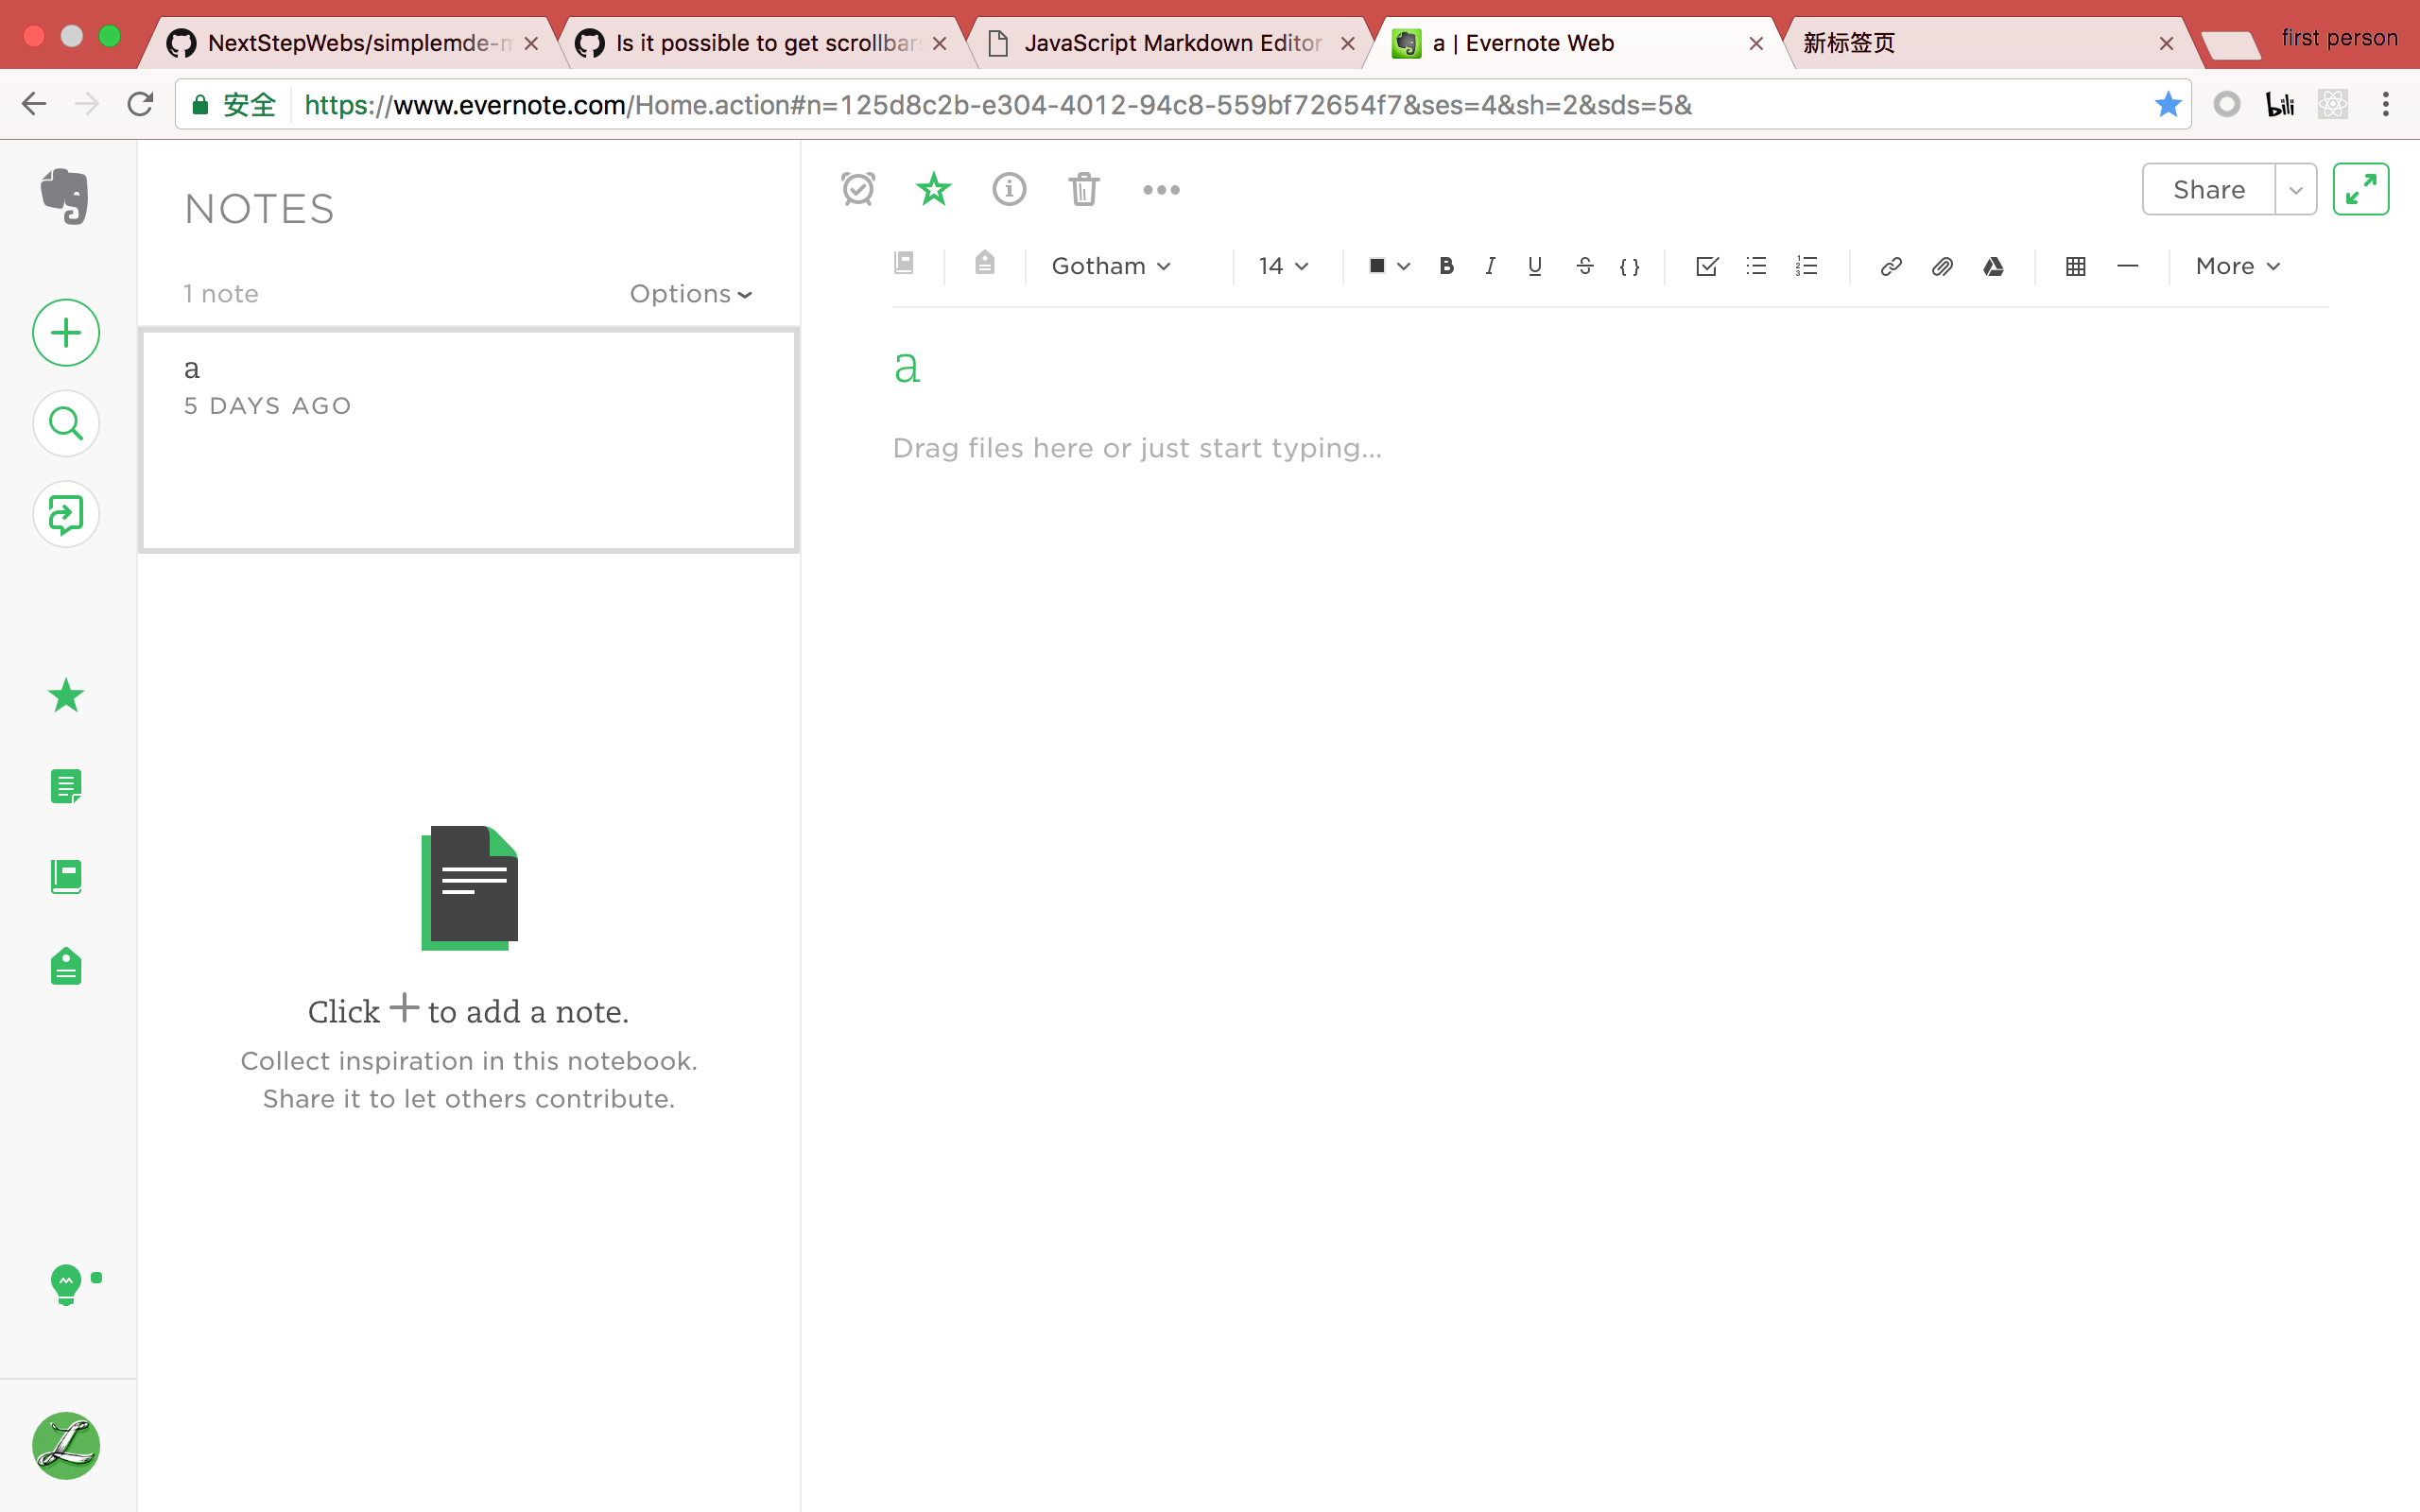 NextStepWebs/simplemde-m
Is it possible to get scrollbars
JavaScript Markdown Editor
a | Evernote Web
新标签页
first person
安全 https://www.evernote.com/Home.action#n=125d8c2b-e304-4012-94c8-559bf72654f7&ses=4&sh=2&sds=5&
bili
NOTES
1 note
Options
a
5 DAYS AGO
Click + to add a note.
Collect inspiration in this notebook.
Share it to let others contribute.
L
Share
Gotham
14
B I U S { }
More
a
Drag files here or just start typing...